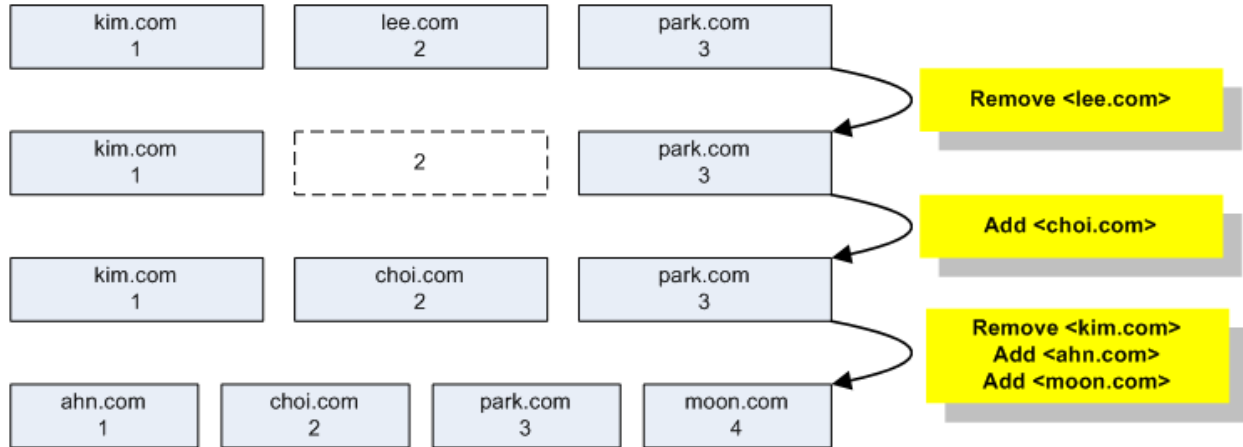 kim.com
1
lee.com
2
park.com
3
Remove <lee.com>
kim.com
1
2
park.com
3
Add <choi.com>
kim.com
1
choi.com
2
park.com
3
Remove <kim.com>
Add <ahn.com>
Add <moon.com>
ahn.com
1
choi.com
2
park.com
3
moon.com
4